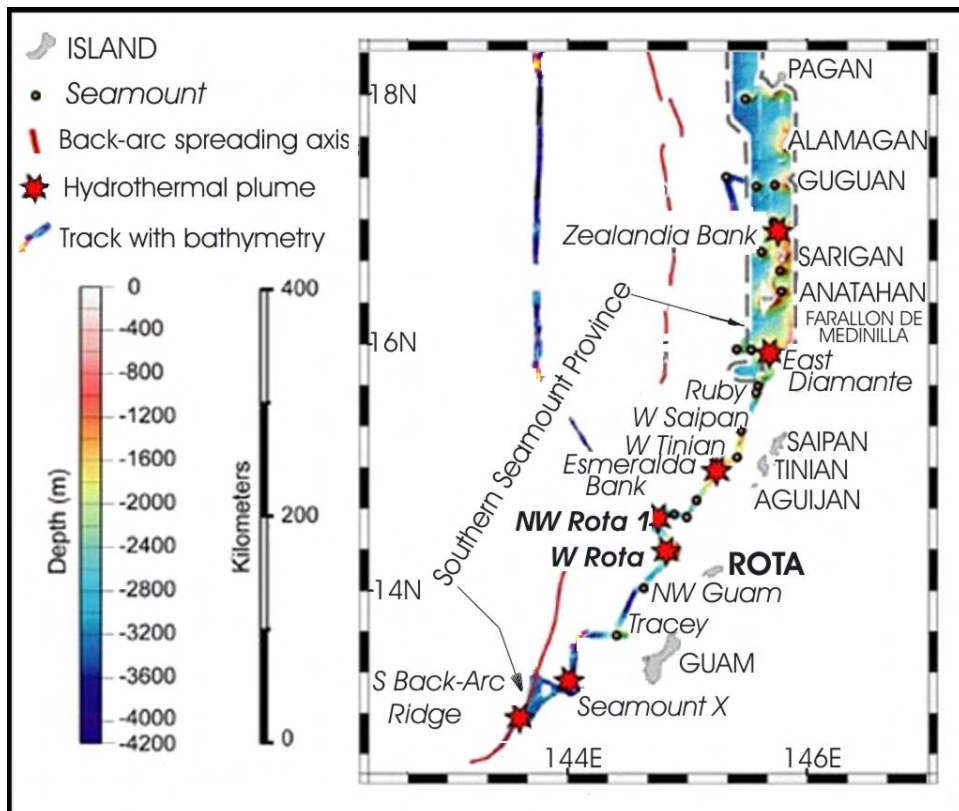 ISLAND
Seamount
Back-arc spreading axis
Hydrothermal plume
Track with bathymetry
Depth (m)
0
-400
-800
-1200
-1600
-2000
-2400
-2800
-3200
-3600
-4000
-4200
Kilometers
400
200
0
18N
16N
14N
144E
146E
PAGAN
ALAMAGAN
GUGUAN
Zealandia Bank
SARIGAN
ANATAHAN
FARALLON DE
MEDINILLA
East
Diamante
Southern Seamount Province
Ruby
W Saipan
W Tinian
Esmeralda
Bank
SAIPAN
TINIAN
AGUIJAN
NW Rota 1
W Rota
ROTA
NW Guam
Tracey
GUAM
S Back-Arc
Ridge
Seamount X